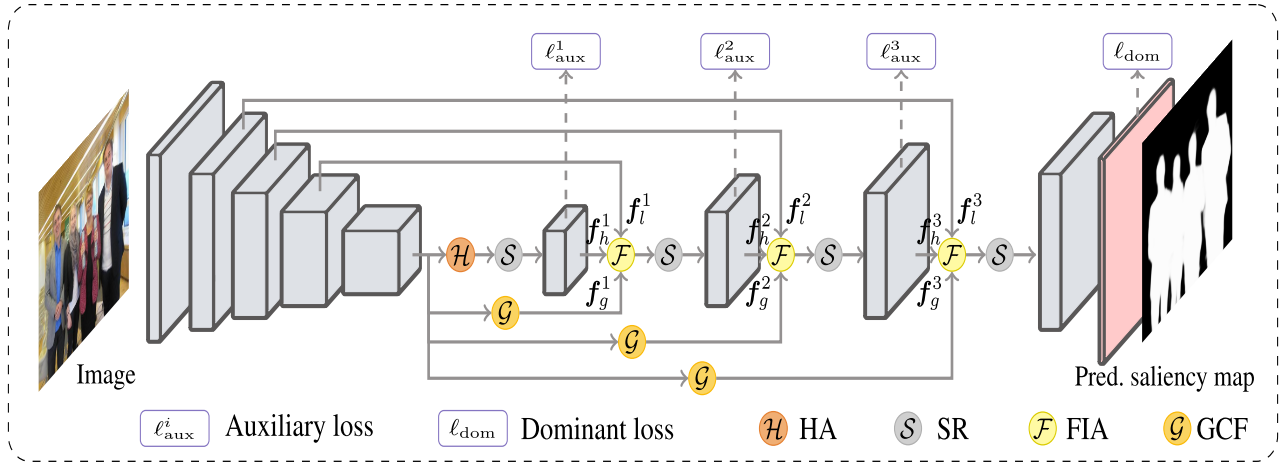 ℓ¹aux ℓ²aux ℓ³aux ℓdom
f¹l f²l f³l
f¹h f²h f³h
H S F S F S F S
f¹g f²g f³g
G
G
G
Image
Pred. saliency map
ℓⁱaux Auxiliary loss ℓdom Dominant loss H HA S SR F FIA G GCF